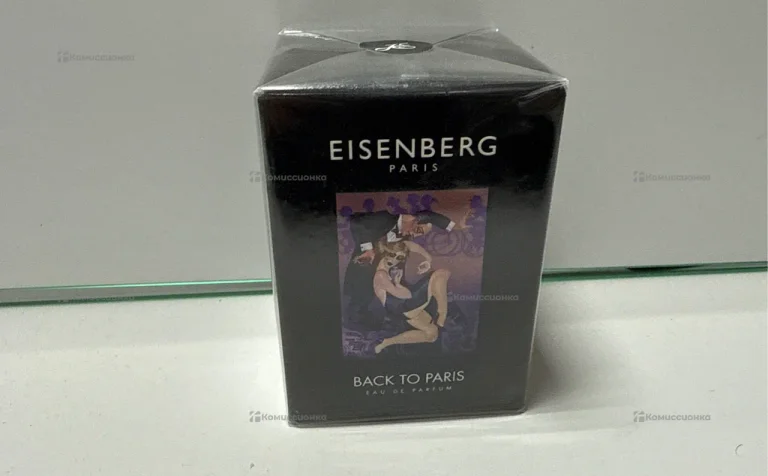 Комиссионка
EISENBERG
PARIS
Комиссионка
Комиссионка
Комиссионка
BACK TO PARIS
EAU DE PARFUM
Комиссионка
Комиссионка